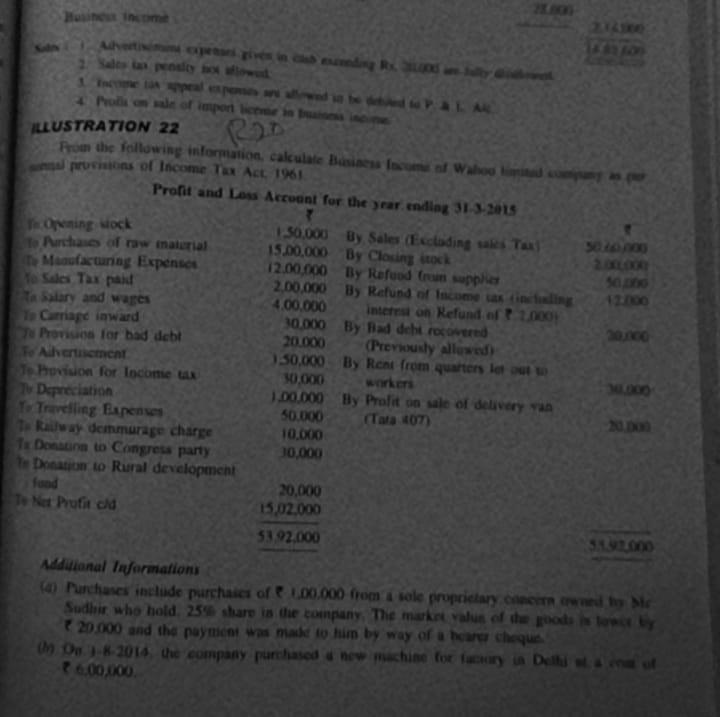 Business Income
28,000
2,14,000
1. Advertisement expenses given in cash exceeding Rs. 20,000 are fully disallowed.
2. Sales tax penalty not allowed.
3. Income tax appeal expenses are allowed to be debited to P. & L. A/c.
4. Profit on sale of import license in business income.
ILLUSTRATION 22
From the following information, calculate Business Income of Wahoo limited company as per
provisions of Income Tax Act, 1961.
Profit and Loss Account for the year ending 31-3-2015
₹ ₹
To Opening stock 1,50,000 By Sales (Excluding sales Tax) 50,60,000
To Purchases of raw material 15,00,000 By Closing stock 2,00,000
To Manufacturing Expenses 12,00,000 By Refund from supplier 50,000
To Sales Tax paid 2,00,000 By Refund of Income tax (including 12,000
To Salary and wages 4,00,000 interest on Refund of ₹ 2,000)
To Carriage inward 30,000 By Bad debt recovered
To Provision for bad debt 20,000 (Previously allowed)
To Advertisement 1,50,000 By Rent from quarters let out to
To Provision for Income tax 30,000 workers
To Depreciation 1,00,000 By Profit on sale of delivery van
To Travelling Expenses 50,000 (Tata 407) 20,000
To Railway demmurage charge 10,000
To Donation to Congress party 30,000
To Donation to Rural development
fund 20,000
To Net Profit c/d 15,02,000
53,92,000 53,92,000
Additional Informations
(a) Purchases include purchases of ₹ 1,00,000 from a sole proprietary concern owned by Mr.
Sudhir who hold. 25% share in the company. The market value of the goods is lower by
₹ 20,000 and the payment was made to him by way of a bearer cheque.
(b) On 1-8-2014, the company purchased a new machine for factory in Delhi at a cost of
₹ 6,00,000.